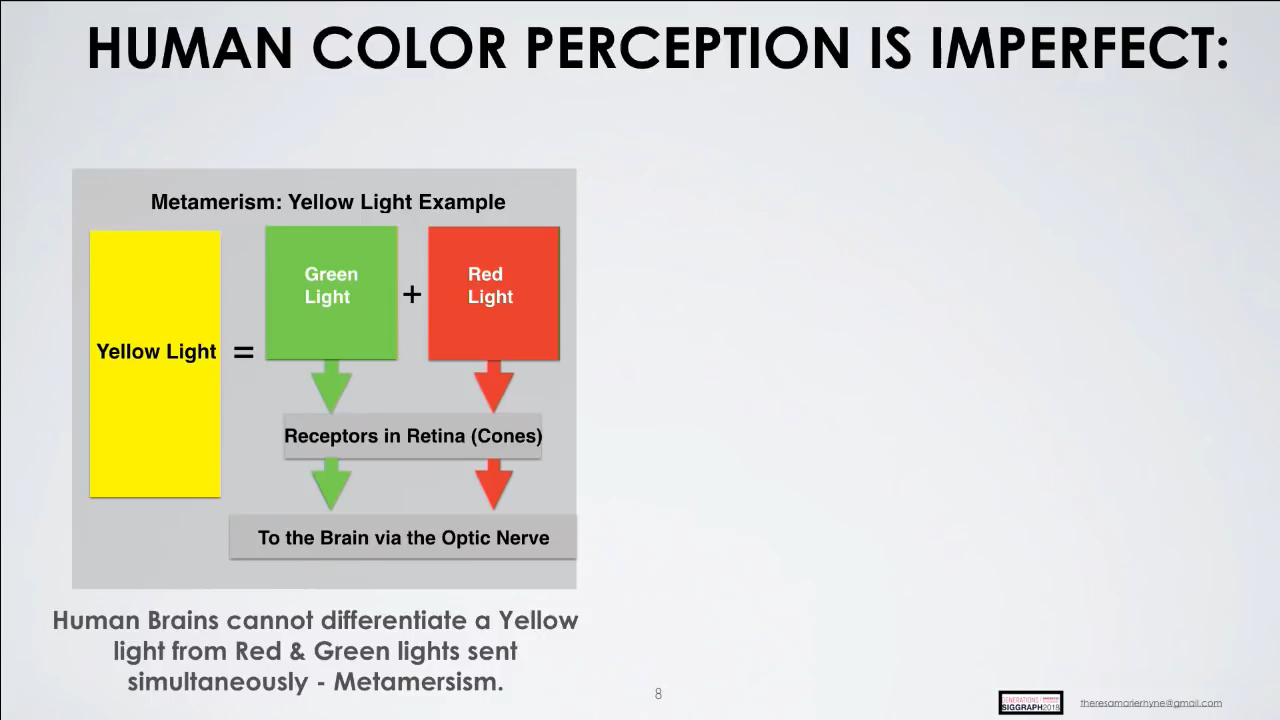 HUMAN COLOR PERCEPTION IS IMPERFECT:
Metamerism: Yellow Light Example
Yellow Light
=
Green
Light
+
Red
Light
Receptors in Retina (Cones)
To the Brain via the Optic Nerve
Human Brains cannot differentiate a Yellow
light from Red & Green lights sent
simultaneously - Metamersism.
8
GENERATIONS /
SIGGRAPH2018
theresamarierhyne@gmail.com